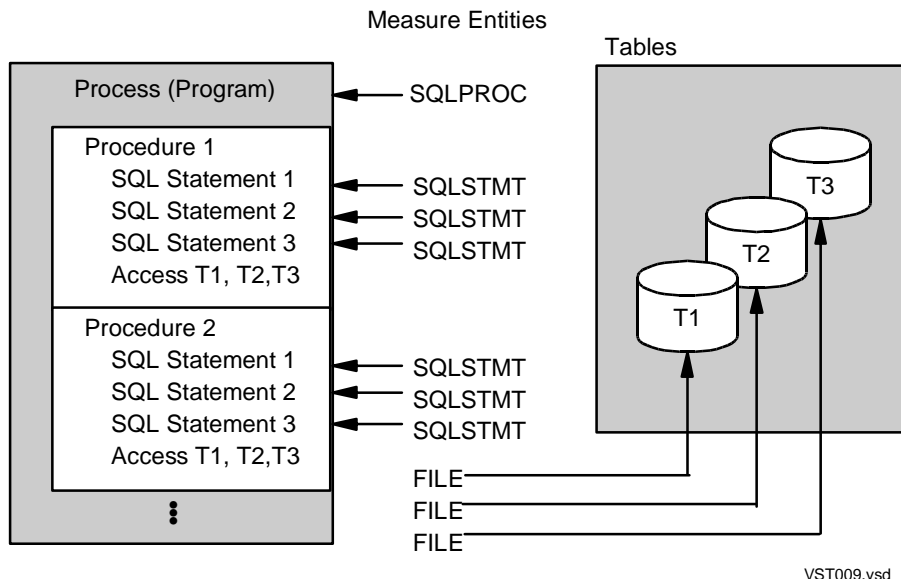 Measure Entities
Tables
Process (Program)
SQLPROC
Procedure 1
SQL Statement 1
SQL Statement 2
SQL Statement 3
Access T1, T2,T3
SQLSTMT
SQLSTMT
SQLSTMT
Procedure 2
SQL Statement 1
SQL Statement 2
SQL Statement 3
Access T1, T2,T3
SQLSTMT
SQLSTMT
SQLSTMT
FILE
FILE
FILE
T3
T2
T1
VST009.vsd